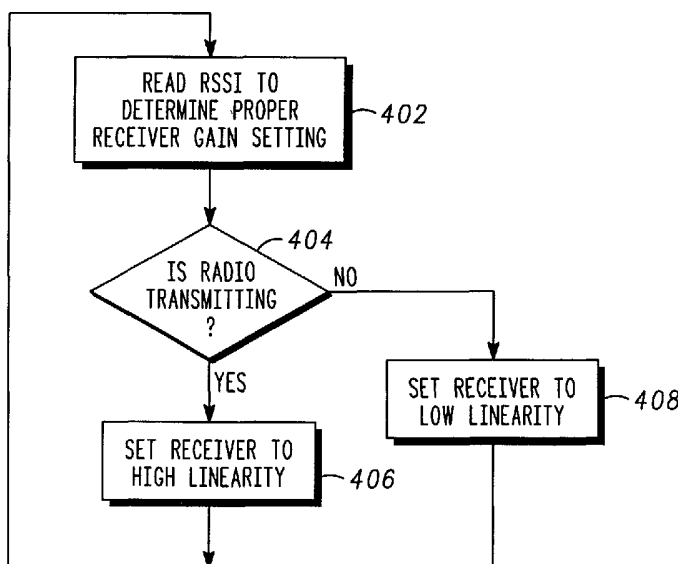 READ RSSI TO
DETERMINE PROPER
RECEIVER GAIN SETTING
402
404
IS RADIO
TRANSMITTING
?
NO
YES
SET RECEIVER TO
LOW LINEARITY
408
SET RECEIVER TO
HIGH LINEARITY
406